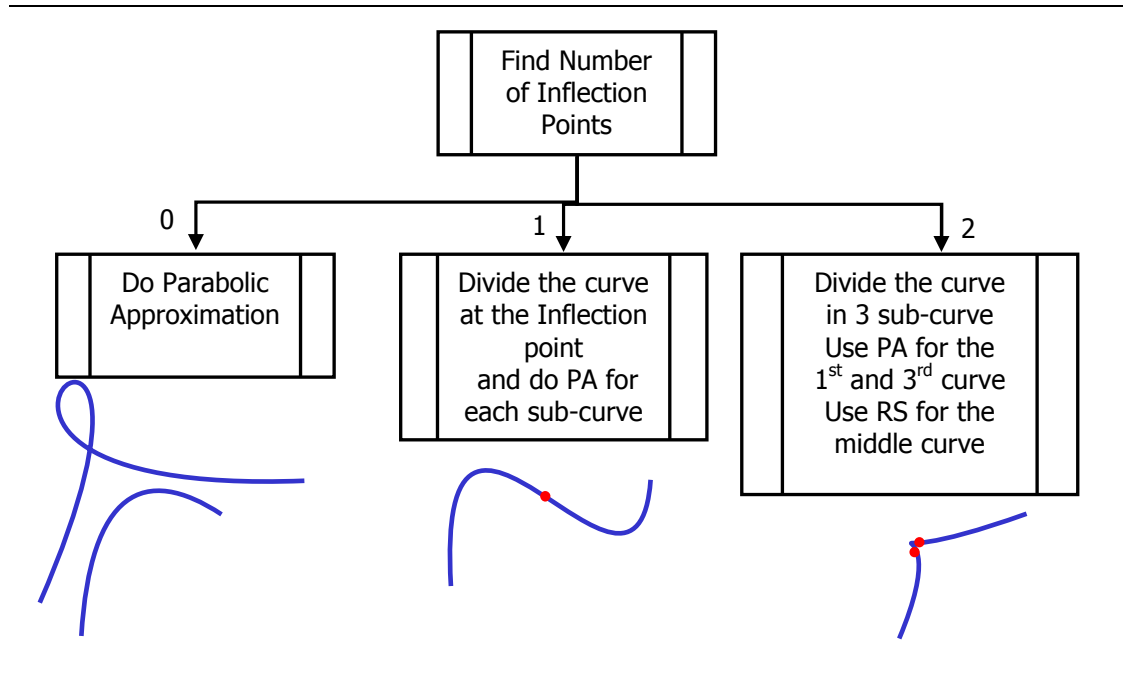 Find Number
of Inflection
Points
0
1
2
Do Parabolic
Approximation
Divide the curve
at the Inflection
point
and do PA for
each sub-curve
Divide the curve
in 3 sub-curve
Use PA for the
1st and 3rd curve
Use RS for the
middle curve